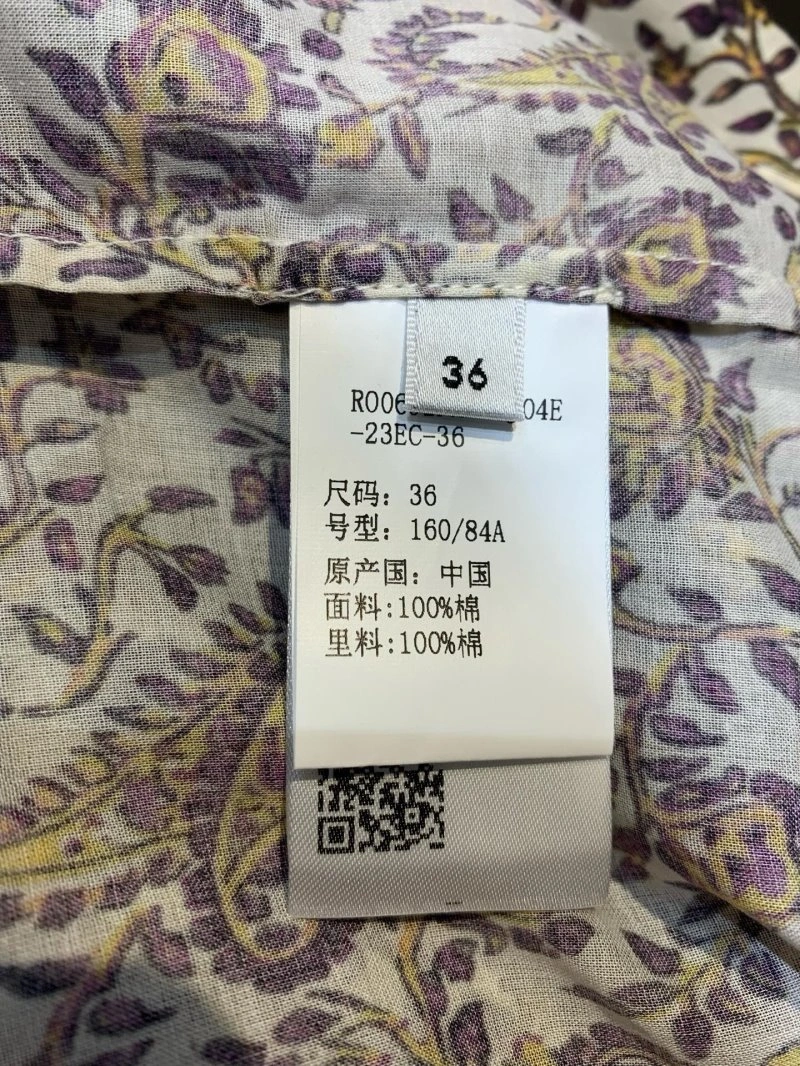 36
04E
-23EC-36
尺码: 36
号型: 160/84A
原产国: 中国
面料:100%棉
里料:100%棉